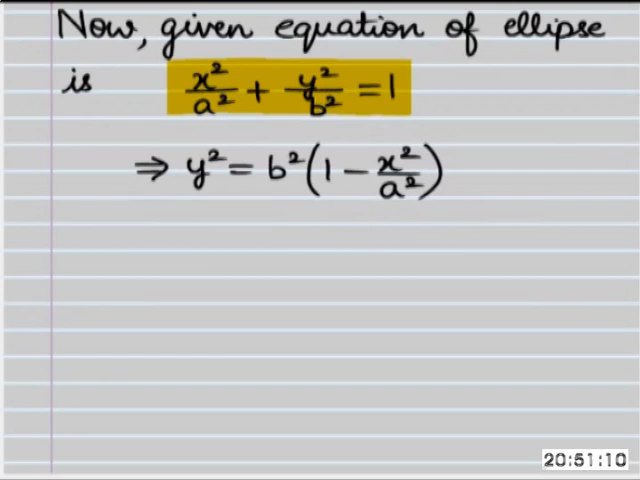 Now, given equation of ellipse
is x²/a² + y²/b² = 1
⇒ y² = b²(1 − x²/a²)
20:51:10